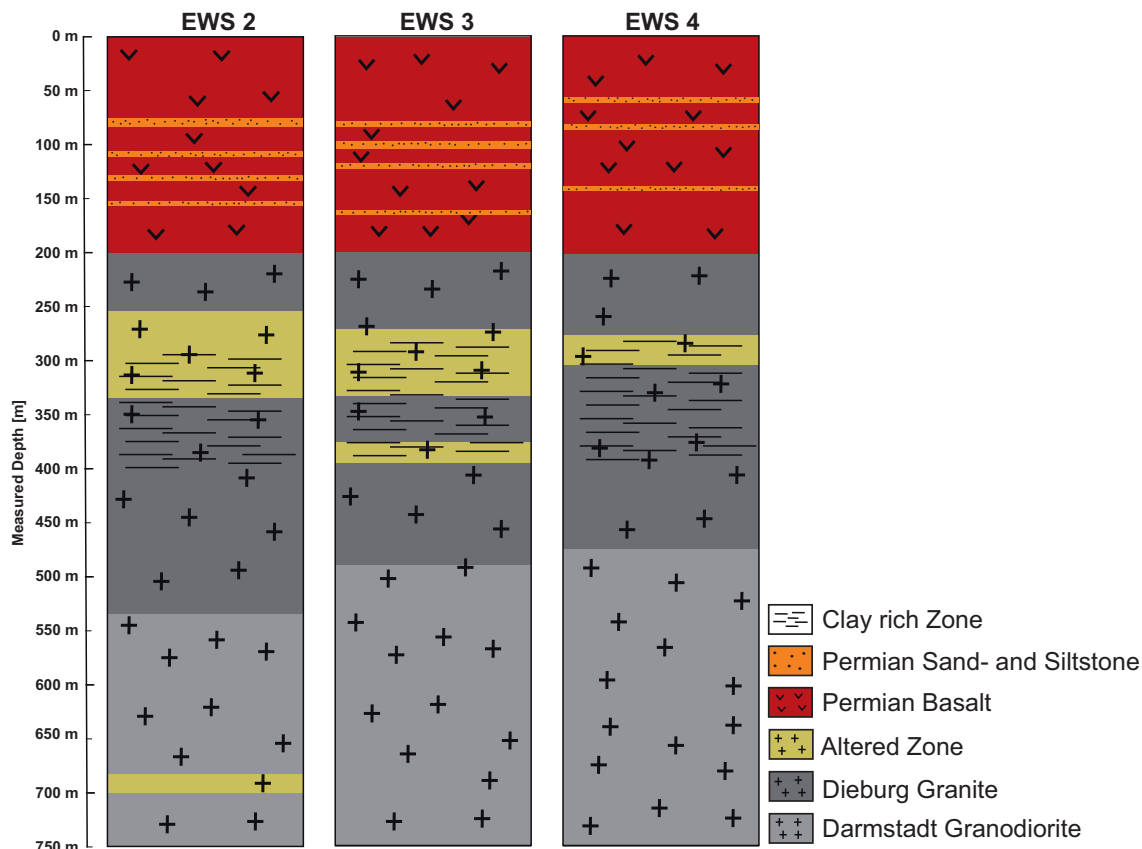 EWS 2
EWS 3
EWS 4
0 m
50 m
100 m
150 m
200 m
250 m
300 m
350 m
400 m
450 m
500 m
550 m
600 m
650 m
700 m
750 m
Measured Depth [m]
Clay rich Zone
Permian Sand- and Siltstone
Permian Basalt
Altered Zone
Dieburg Granite
Darmstadt Granodiorite